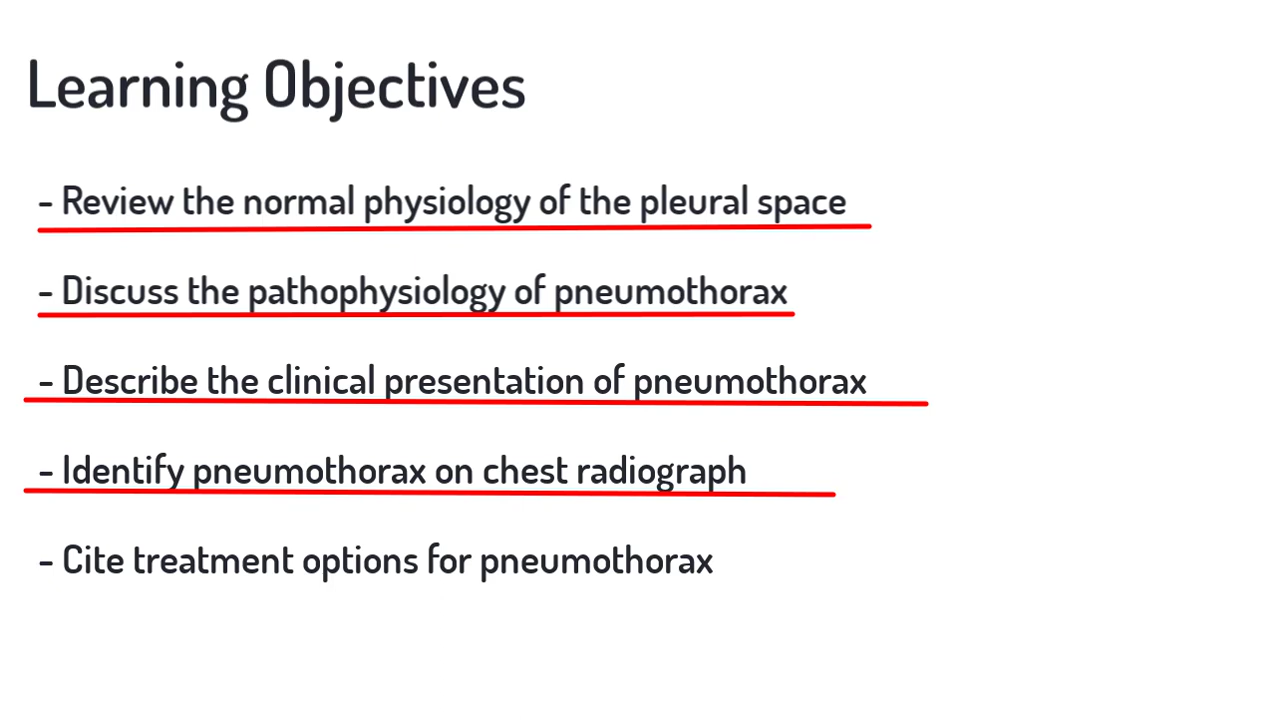 Learning Objectives
- Review the normal physiology of the pleural space
- Discuss the pathophysiology of pneumothorax
- Describe the clinical presentation of pneumothorax
- Identify pneumothorax on chest radiograph
- Cite treatment options for pneumothorax